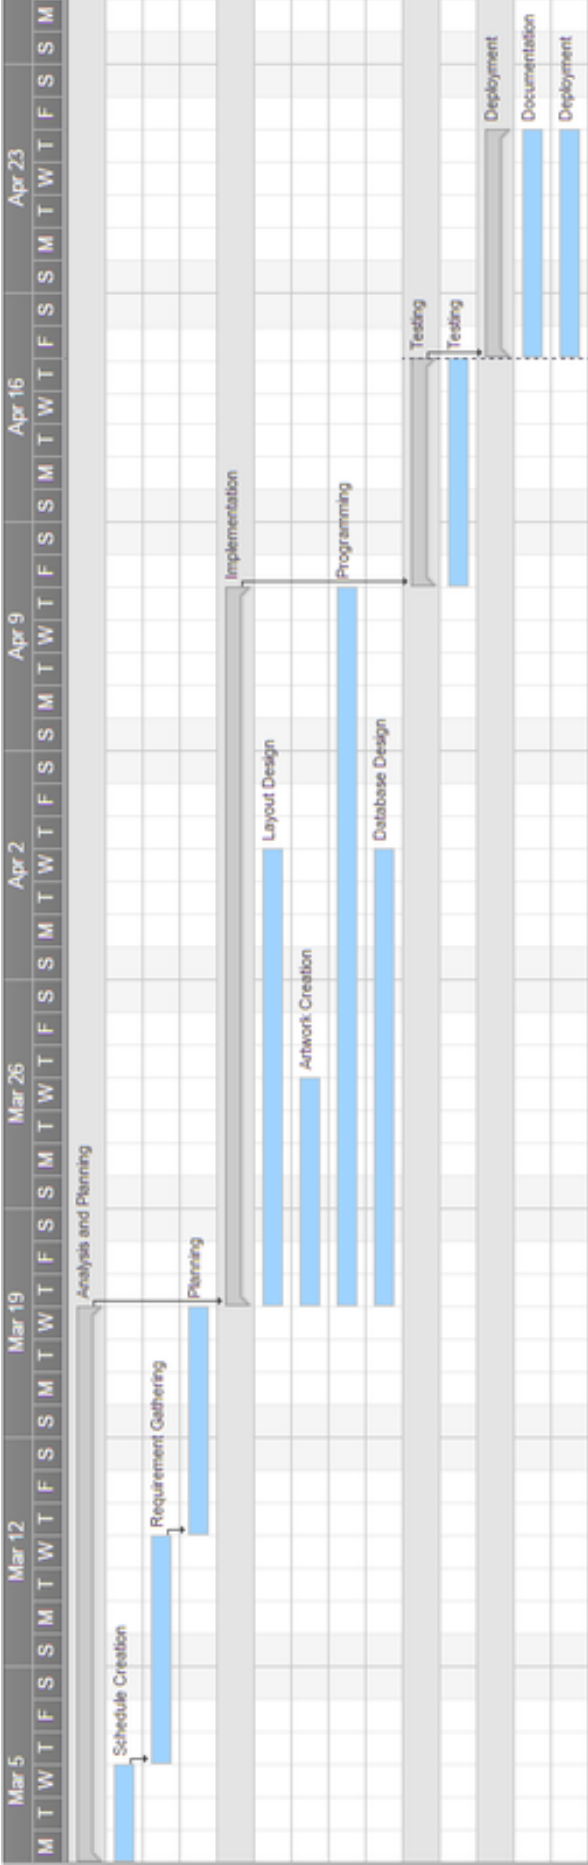 Mar 5 Mar 12 Mar 19 Mar 26 Apr 2 Apr 9 Apr 16 Apr 23
M T W T F S S M T W T F S S M T W T F S S M T W T F S S M T W T F S S M T W T F S S M T W T F S S M T W T F S S M
Analysis and Planning
Schedule Creation
Requirement Gathering
Planning
Implementation
Layout Design
Artwork Creation
Programming
Database Design
Testing
Testing
Deployment
Documentation
Deployment